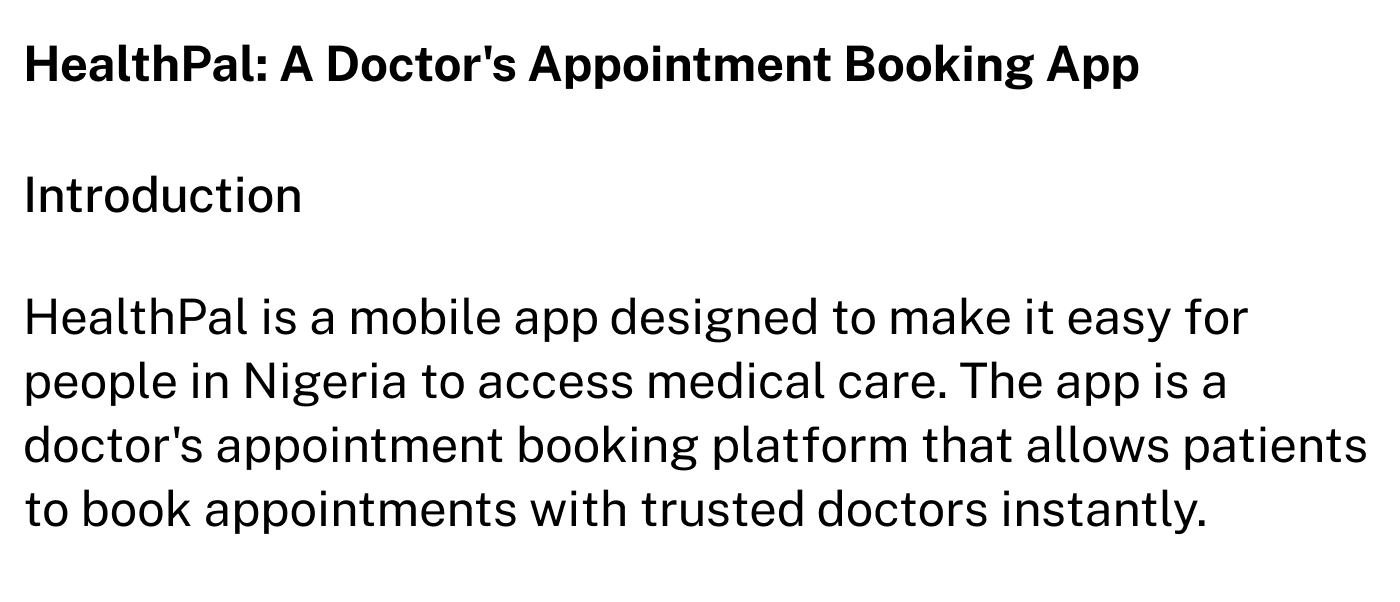 HealthPal: A Doctor's Appointment Booking App
Introduction
HealthPal is a mobile app designed to make it easy for
people in Nigeria to access medical care. The app is a
doctor's appointment booking platform that allows patients
to book appointments with trusted doctors instantly.